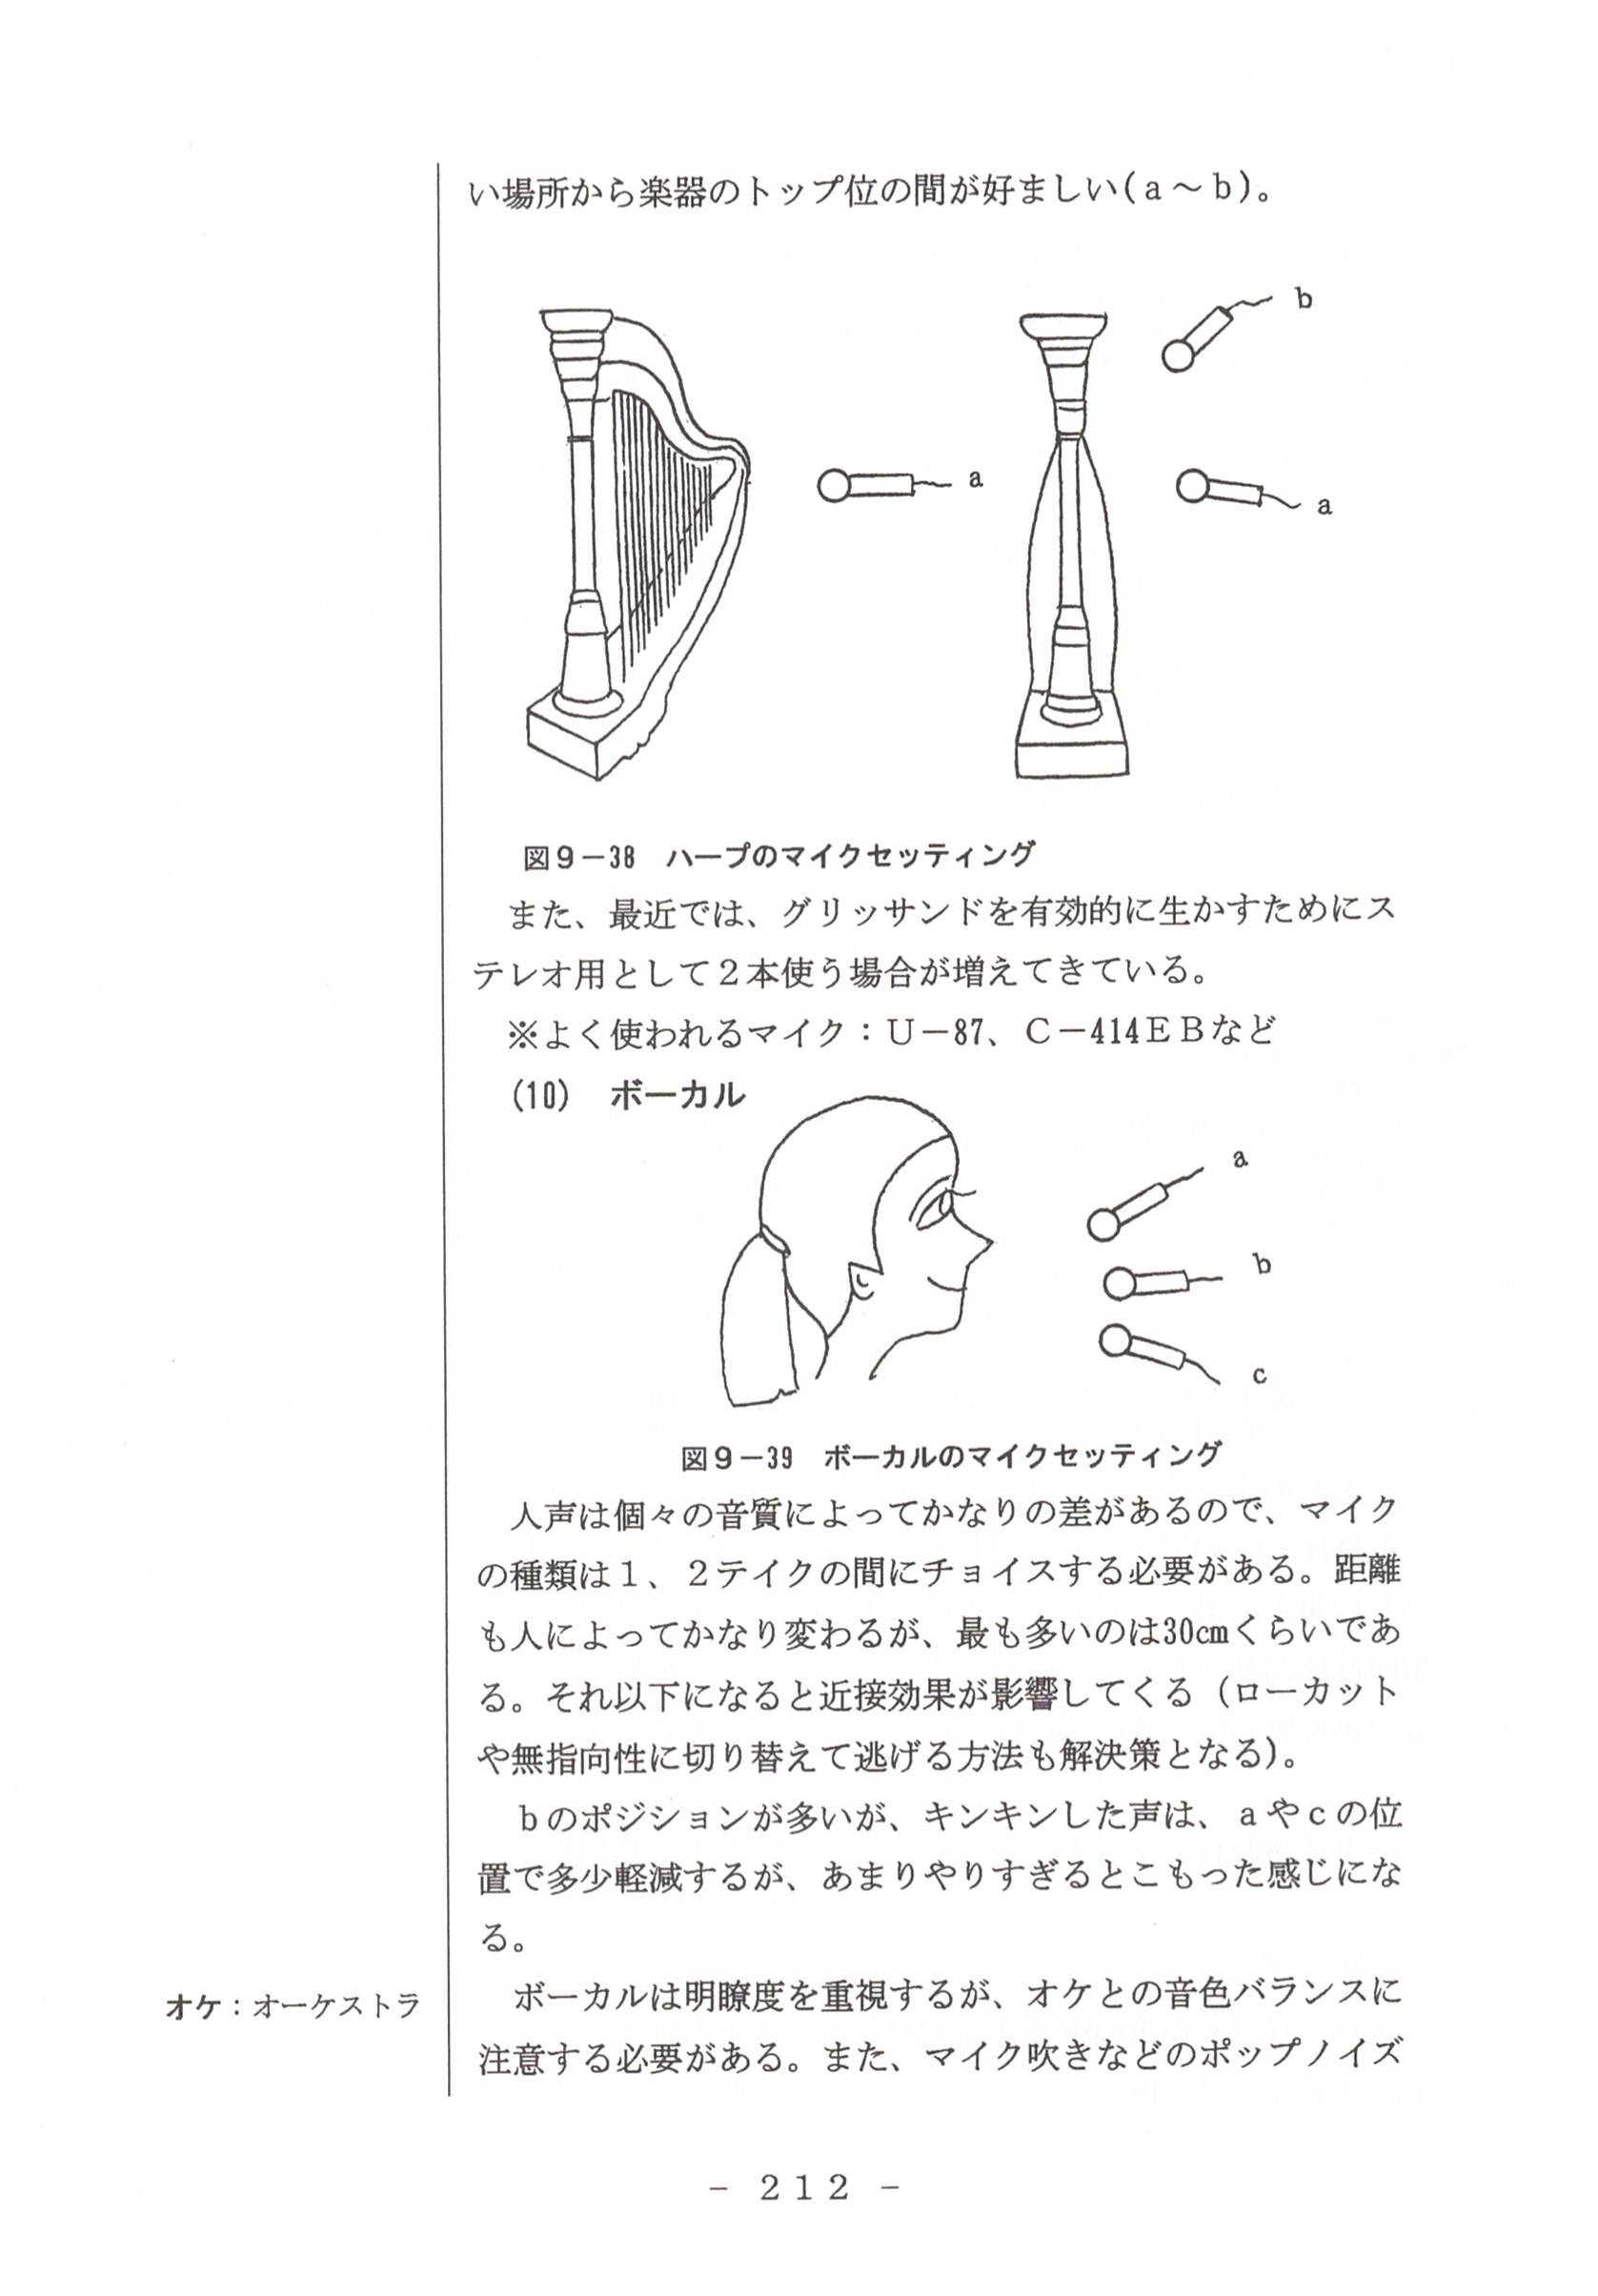 い場所から楽器のトップ位の間が好ましい(a～b)。
b
a
a
図9－38　ハープのマイクセッティング
また、最近では、グリッサンドを有効的に生かすためにス
テレオ用として2本使う場合が増えてきている。
※よく使われるマイク：U－87、C－414EBなど
(10)　ボーカル
a
b
c
図9－39　ボーカルのマイクセッティング
人声は個々の音質によってかなりの差があるので、マイク
の種類は1、2テイクの間にチョイスする必要がある。距離
も人によってかなり変わるが、最も多いのは30cmくらいであ
る。それ以下になると近接効果が影響してくる（ローカット
や無指向性に切り替えて逃げる方法も解決策となる)。
bのポジションが多いが、キンキンした声は、aやcの位
置で多少軽減するが、あまりやりすぎるとこもった感じにな
る。
オケ：オーケストラ
ボーカルは明瞭度を重視するが、オケとの音色バランスに
注意する必要がある。また、マイク吹きなどのポップノイズ
－ 212 －